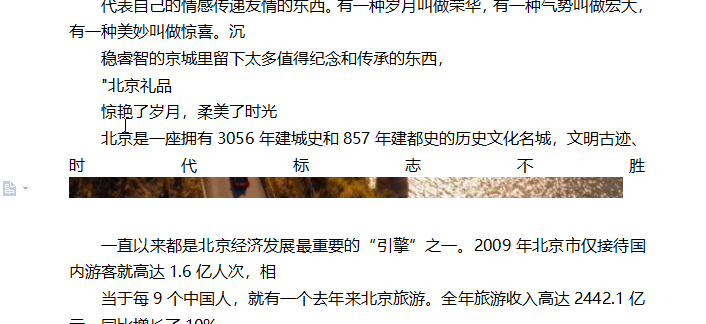 代表自己的情感传递友情的东西。有一种岁月叫做荣华，有一种气势叫做宏大，
有一种美妙叫做惊喜。沉
稳睿智的京城里留下太多值得纪念和传承的东西，
"北京礼品
惊艳了岁月，柔美了时光
北京是一座拥有 3056 年建城史和 857 年建都史的历史文化名城，文明古迹、
时代标志不胜
一直以来都是北京经济发展最重要的“引擎”之一。2009 年北京市仅接待国
内游客就高达 1.6 亿人次，相
当于每 9 个中国人，就有一个去年来北京旅游。全年旅游收入高达 2442.1 亿
元，同比增长了 10%